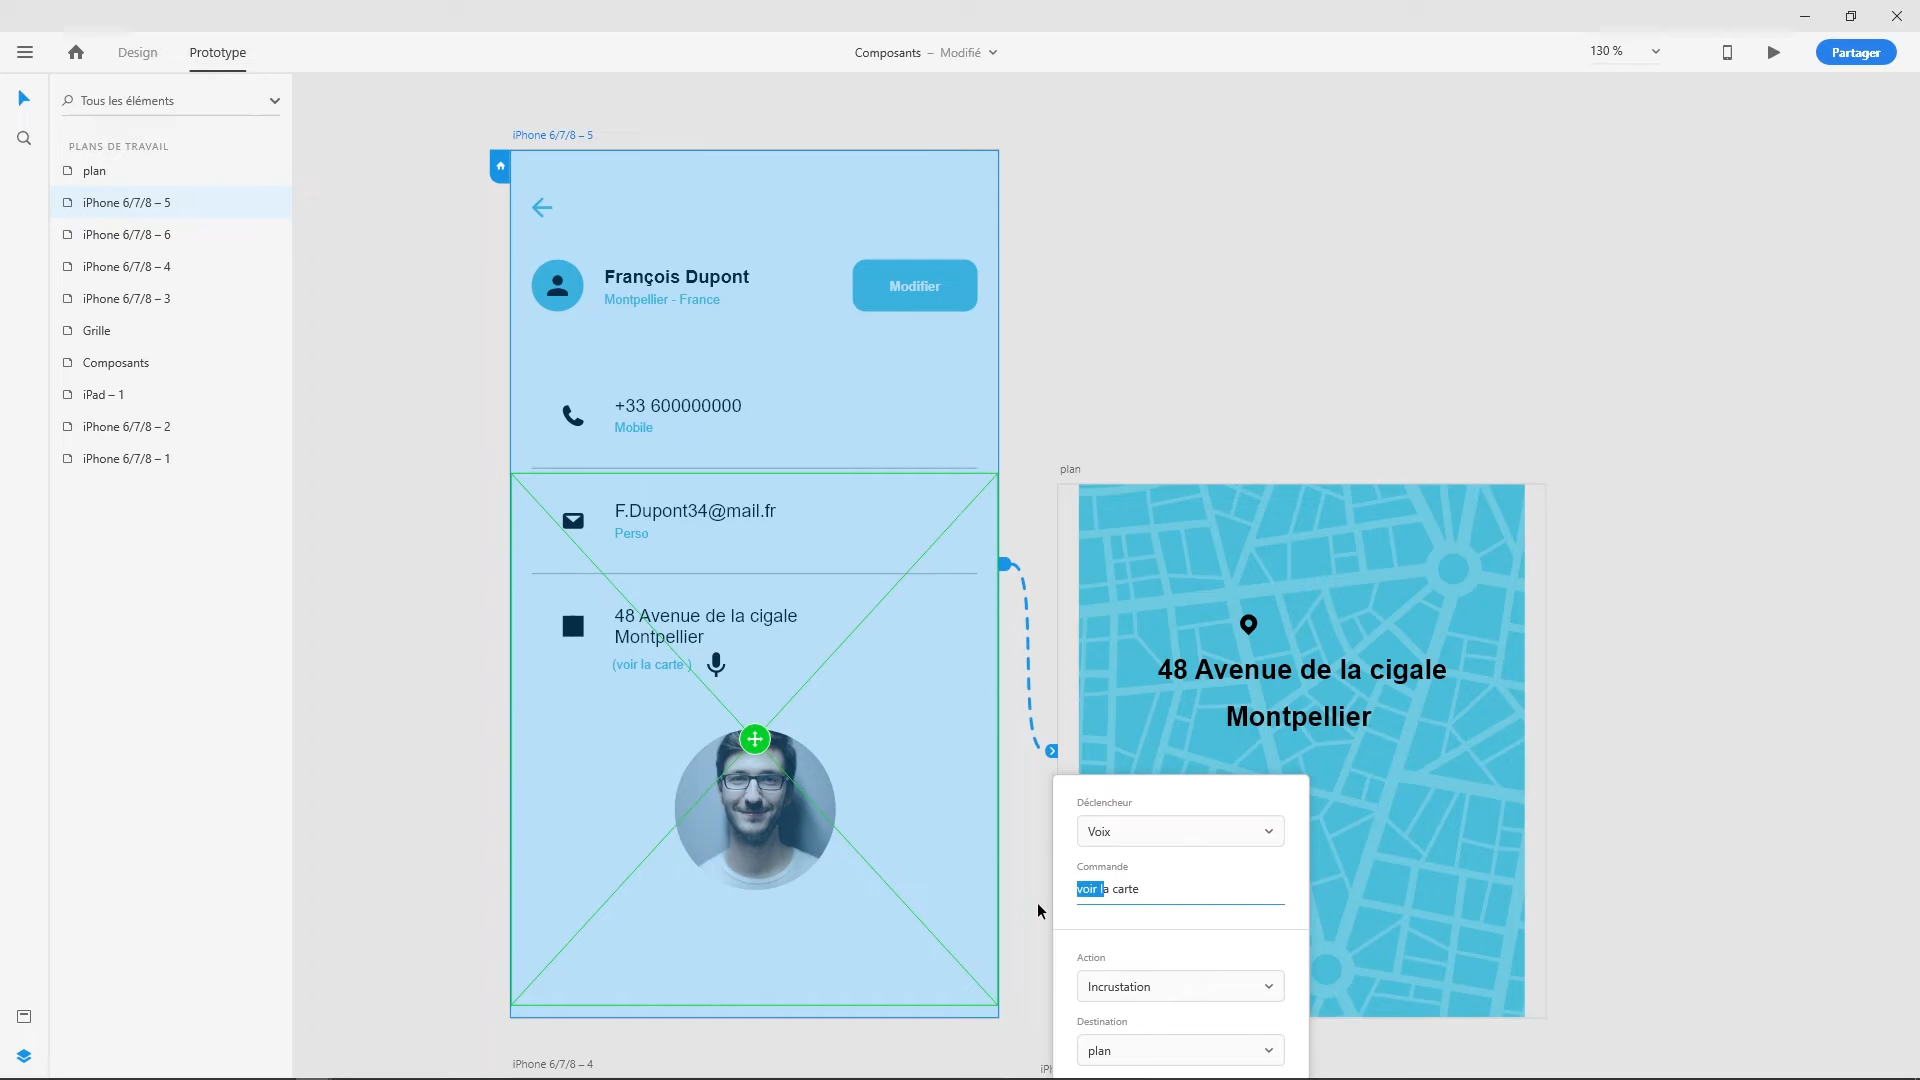 Design
Prototype
Composants – Modifié
130 %
Partager
Tous les éléments
PLANS DE TRAVAIL
plan
iPhone 6/7/8 – 5
iPhone 6/7/8 – 6
iPhone 6/7/8 – 4
iPhone 6/7/8 – 3
Grille
Composants
iPad – 1
iPhone 6/7/8 – 2
iPhone 6/7/8 – 1
iPhone 6/7/8 – 5
François Dupont
Montpellier - France
Modifier
+33 600000000
Mobile
F.Dupont34@mail.fr
Perso
48 Avenue de la cigale
Montpellier
(voir la carte )
iPhone 6/7/8 – 4
plan
48 Avenue de la cigale
Montpellier
Déclencheur
Voix
Commande
voir la carte
Action
Incrustation
Destination
plan